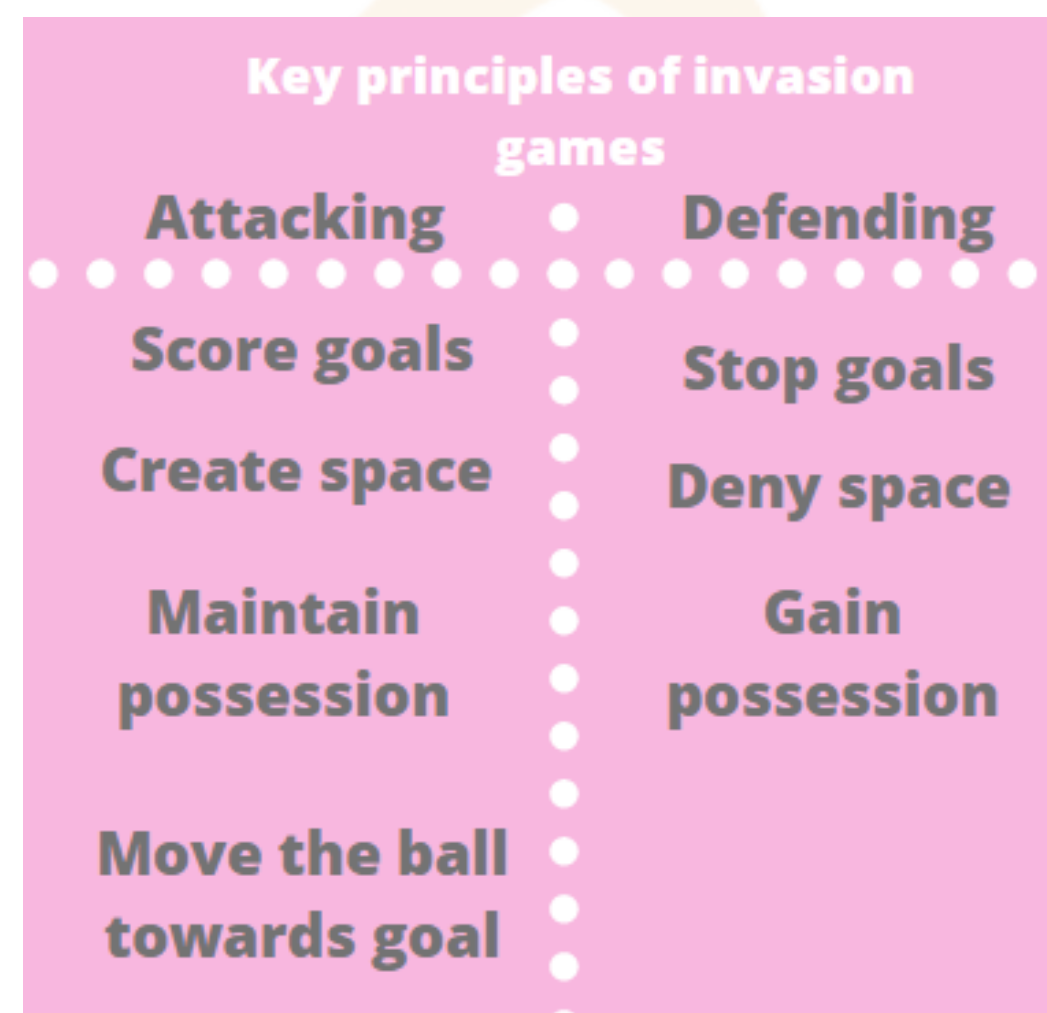 Key principles of invasion
games
Attacking
Defending
Score goals
Stop goals
Create space
Deny space
Maintain
possession
Gain
possession
Move the ball
towards goal